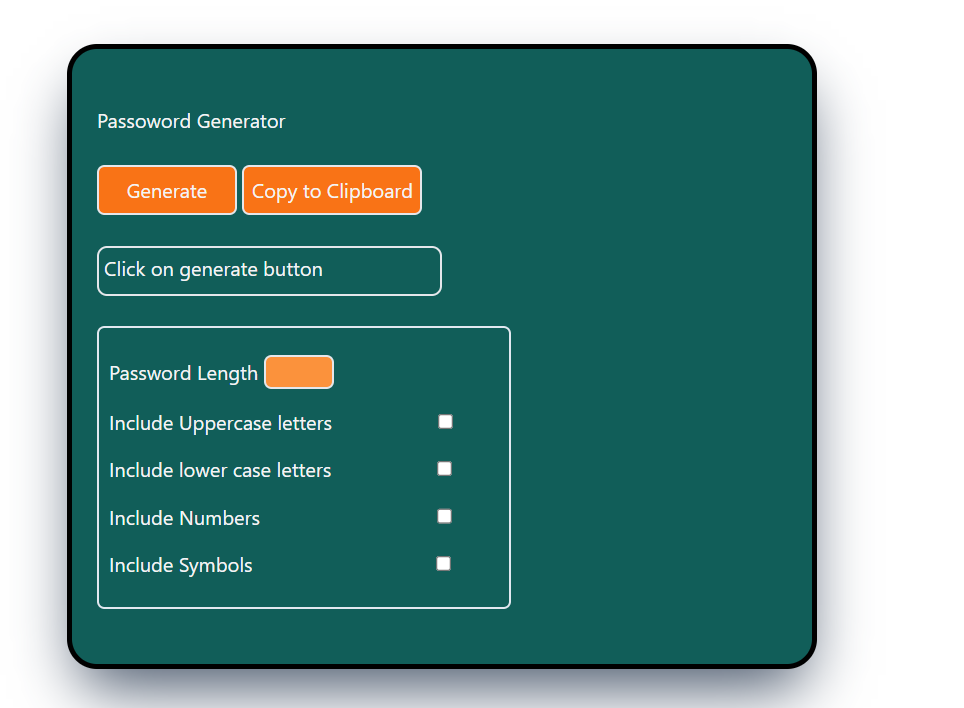 Passoword Generator
Generate Copy to Clipboard
Click on generate button
Password Length
Include Uppercase letters
Include lower case letters
Include Numbers
Include Symbols